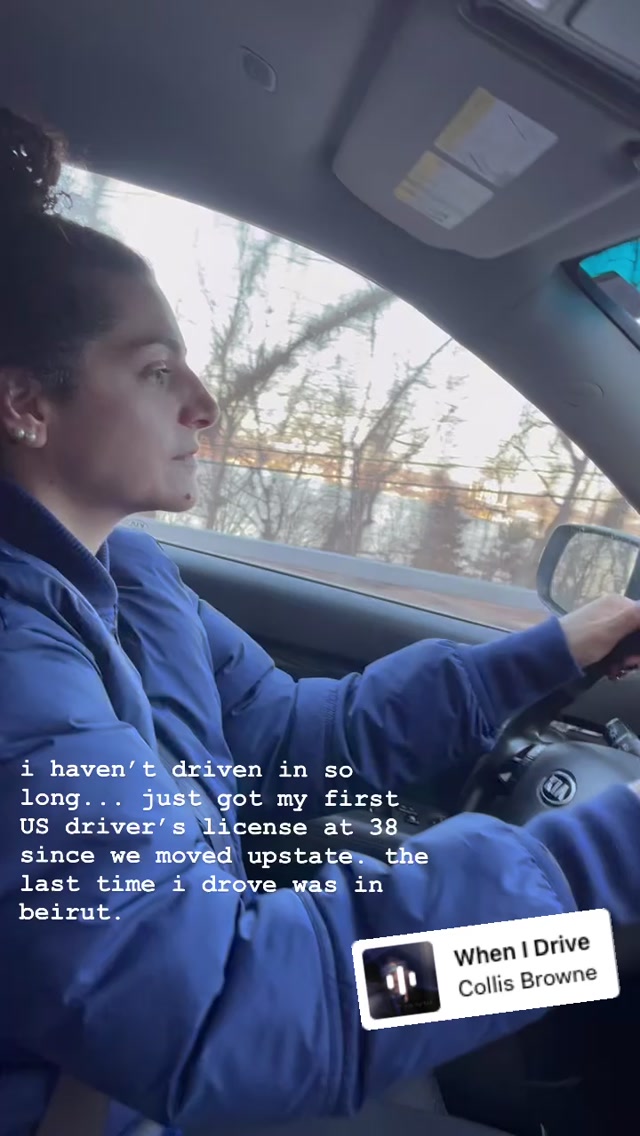 i haven’t driven in so
long... just got my first
US driver’s license at 38
since we moved upstate. the
last time i drove was in
beirut.
When I Drive
Collis Browne